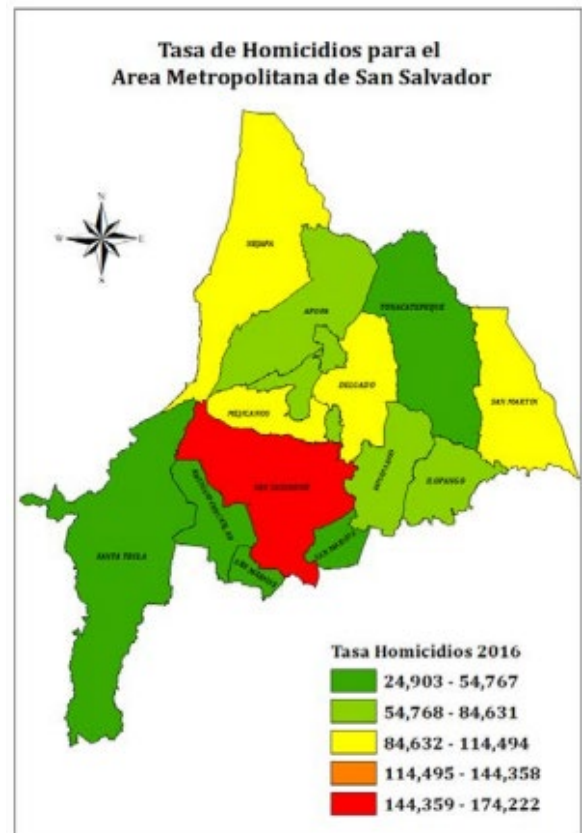 Tasa de Homicidios para el
Area Metropolitana de San Salvador
N
W E
S
NEJAPA
APOPA
TONACATEPEQUE
DELGADO
MEJICANOS
SAN MARTIN
SAN SALVADOR
SOYAPANGO
ILOPANGO
ANTIGUO CUSCATLAN
SAN MARCOS
SANTA TECLA
Tasa Homicidios 2016
24,903 - 54,767
54,768 - 84,631
84,632 - 114,494
114,495 - 144,358
144,359 - 174,222